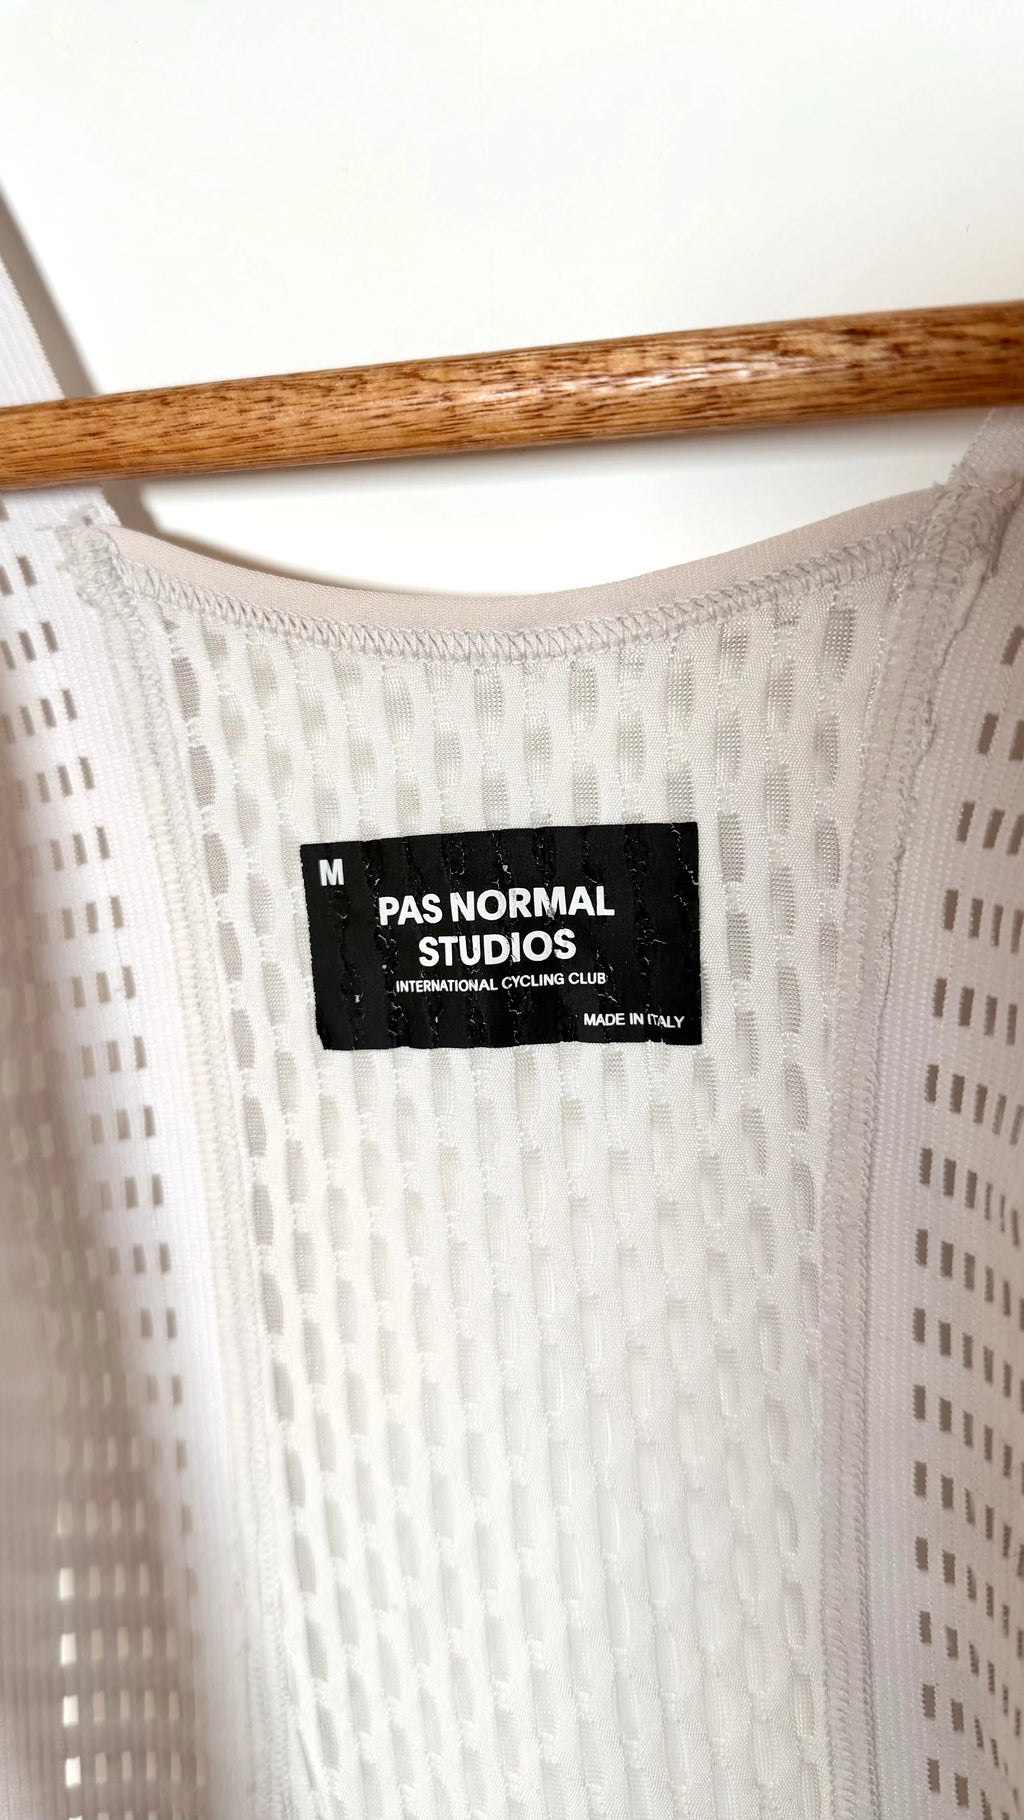 M
PAS NORMAL
STUDIOS
INTERNATIONAL CYCLING CLUB
MADE IN ITALY